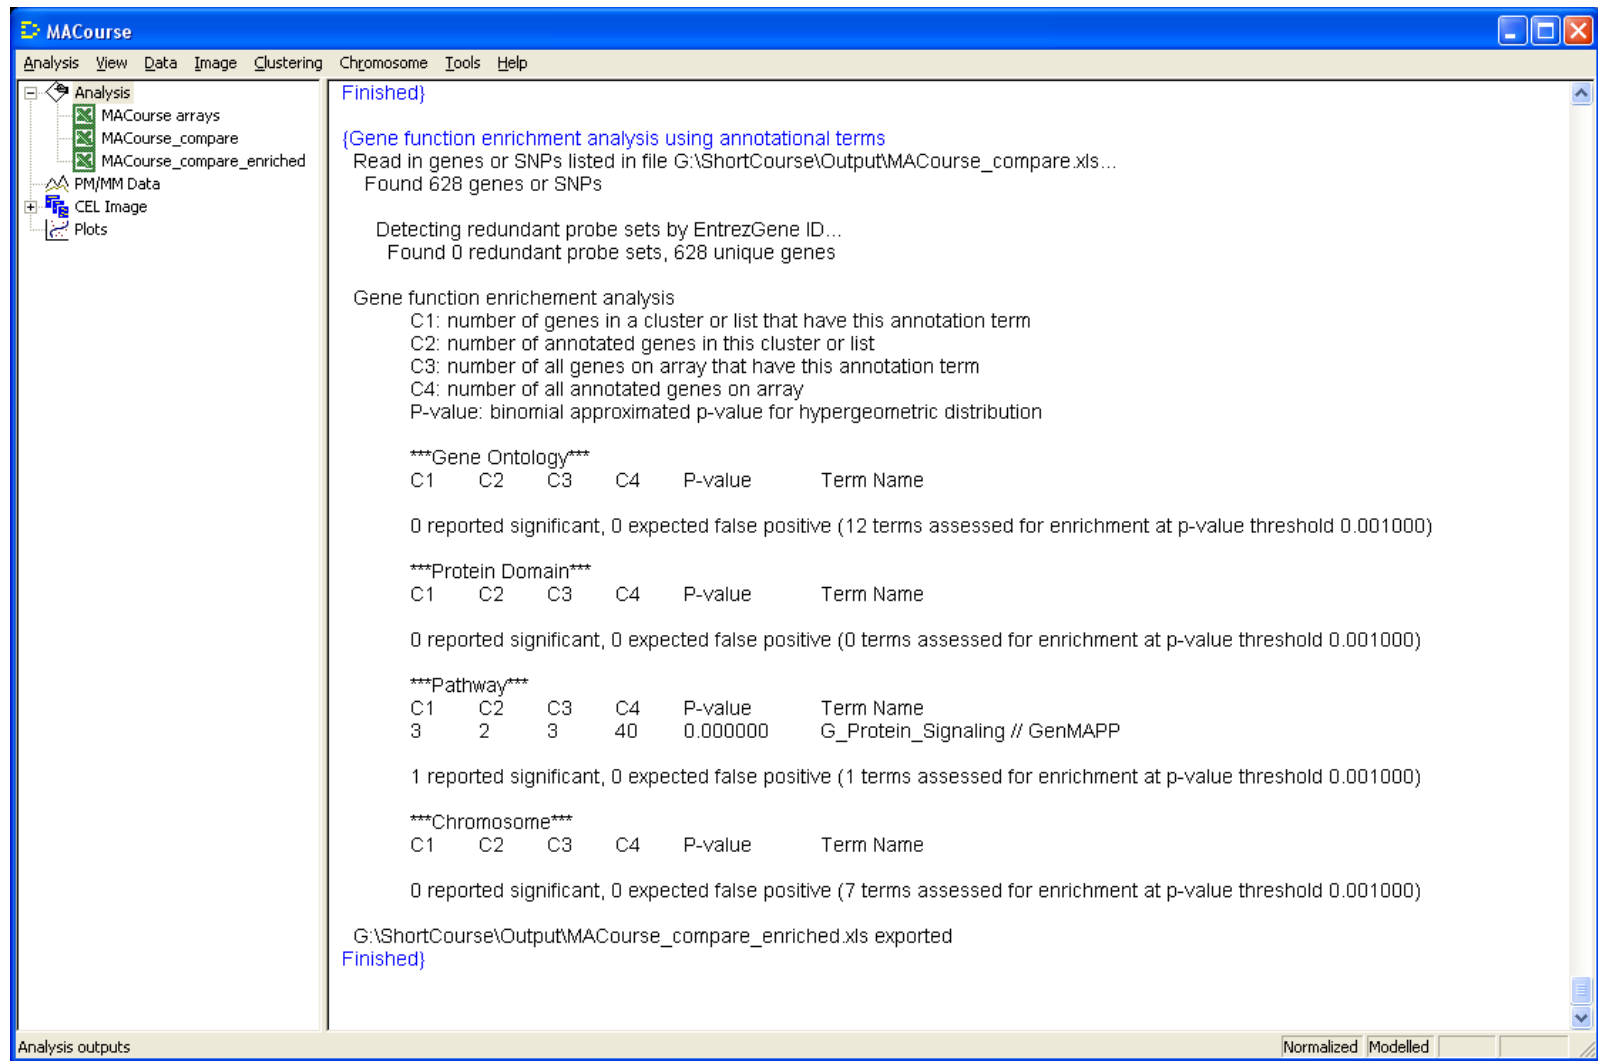 MACourse
Analysis View Data Image Clustering Chromosome Tools Help
Analysis
MACourse arrays
MACourse_compare
MACourse_compare_enriched
PM/MM Data
CEL Image
Plots
Finished}
{Gene function enrichment analysis using annotational terms
Read in genes or SNPs listed in file G:\ShortCourse\Output\MACourse_compare.xls...
Found 628 genes or SNPs
Detecting redundant probe sets by EntrezGene ID...
Found 0 redundant probe sets, 628 unique genes
Gene function enrichement analysis
C1: number of genes in a cluster or list that have this annotation term
C2: number of annotated genes in this cluster or list
C3: number of all genes on array that have this annotation term
C4: number of all annotated genes on array
P-value: binomial approximated p-value for hypergeometric distribution
***Gene Ontology***
C1 C2 C3 C4 P-value Term Name
0 reported significant, 0 expected false positive (12 terms assessed for enrichment at p-value threshold 0.001000)
***Protein Domain***
C1 C2 C3 C4 P-value Term Name
0 reported significant, 0 expected false positive (0 terms assessed for enrichment at p-value threshold 0.001000)
***Pathway***
C1 C2 C3 C4 P-value Term Name
3 2 3 40 0.000000 G_Protein_Signaling // GenMAPP
1 reported significant, 0 expected false positive (1 terms assessed for enrichment at p-value threshold 0.001000)
***Chromosome***
C1 C2 C3 C4 P-value Term Name
0 reported significant, 0 expected false positive (7 terms assessed for enrichment at p-value threshold 0.001000)
G:\ShortCourse\Output\MACourse_compare_enriched.xls exported
Finished}
Analysis outputs
Normalized Modelled